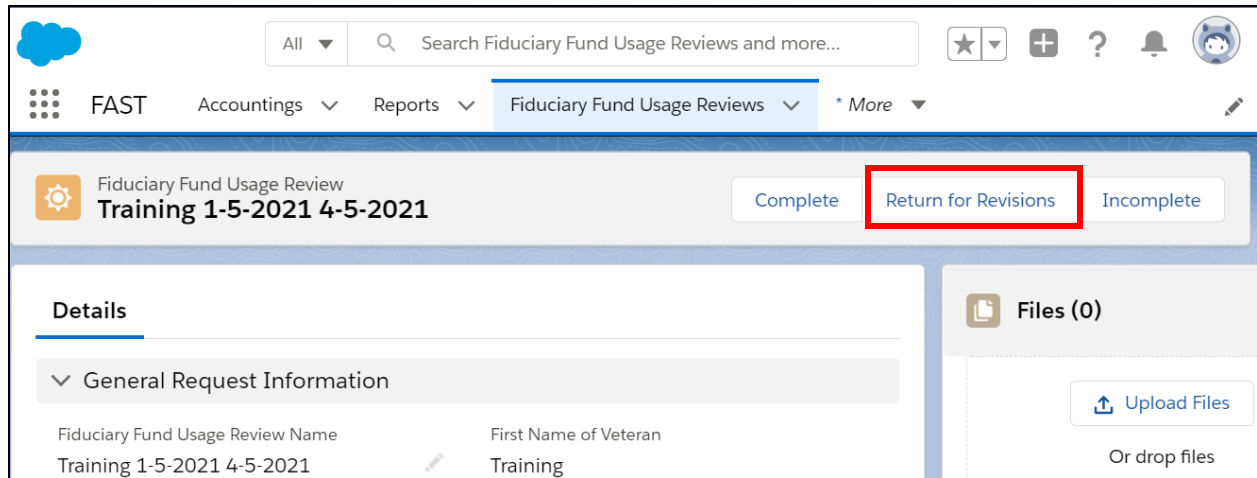 All Search Fiduciary Fund Usage Reviews and more...
FAST Accountings Reports Fiduciary Fund Usage Reviews * More
Fiduciary Fund Usage Review
Training 1-5-2021 4-5-2021
Complete Return for Revisions Incomplete
Details
Files (0)
General Request Information
Upload Files
Fiduciary Fund Usage Review Name First Name of Veteran
Training 1-5-2021 4-5-2021 Training
Or drop files